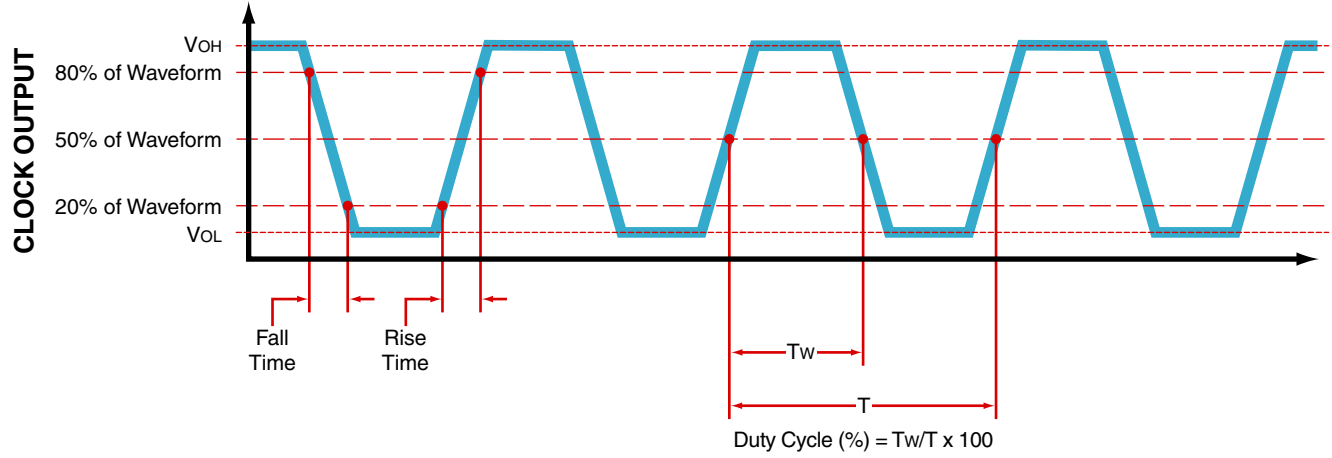 CLOCK OUTPUT
VOH
80% of Waveform
50% of Waveform
20% of Waveform
VOL
Fall
Time
Rise
Time
TW
T
Duty Cycle (%) = TW/T x 100